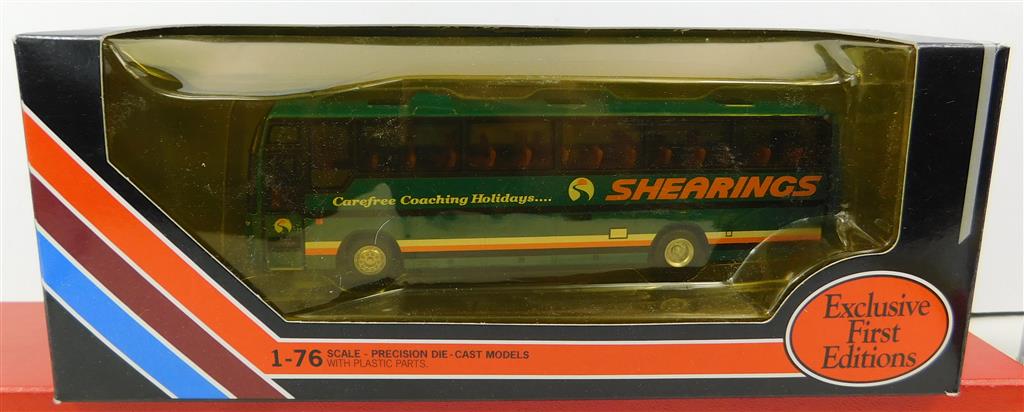 Carefree Coaching Holidays....
SHEARINGS
1-76 SCALE - PRECISION DIE-CAST MODELS
WITH PLASTIC PARTS.
Exclusive
First
Editions